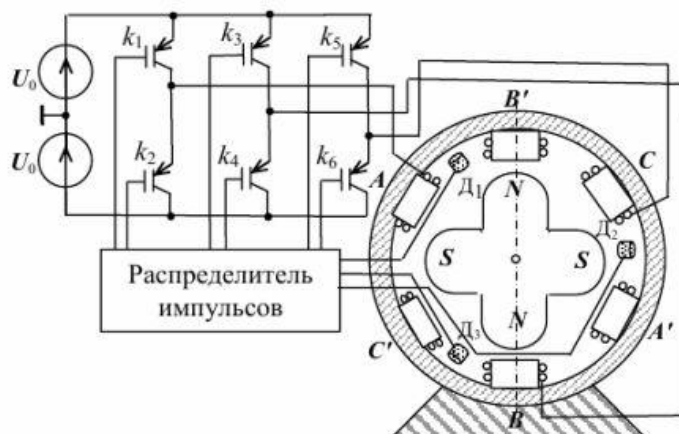 k1
k3
k5
U0
U0
k2
k4
k6
B'
A
Д1
N
C
Д2
S
S
Распределитель
импульсов
N
Д3
C'
A'
B